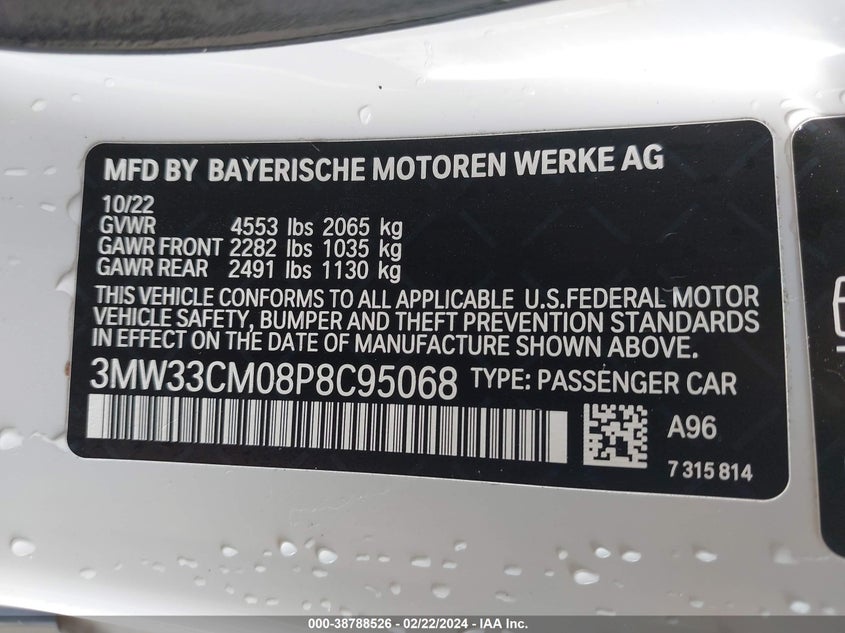 MFD BY BAYERISCHE MOTOREN WERKE AG
10/22
GVWR 4553 lbs 2065 kg
GAWR FRONT 2282 lbs 1035 kg
GAWR REAR 2491 lbs 1130 kg
THIS VEHICLE CONFORMS TO ALL APPLICABLE U.S.FEDERAL MOTOR
VEHICLE SAFETY, BUMPER AND THEFT PREVENTION STANDARDS
IN EFFECT ON THE DATE OF MANUFACTURE SHOWN ABOVE.
3MW33CM08P8C95068 TYPE: PASSENGER CAR
A96
7 315 814
000-38788526 - 02/22/2024 - IAA Inc.